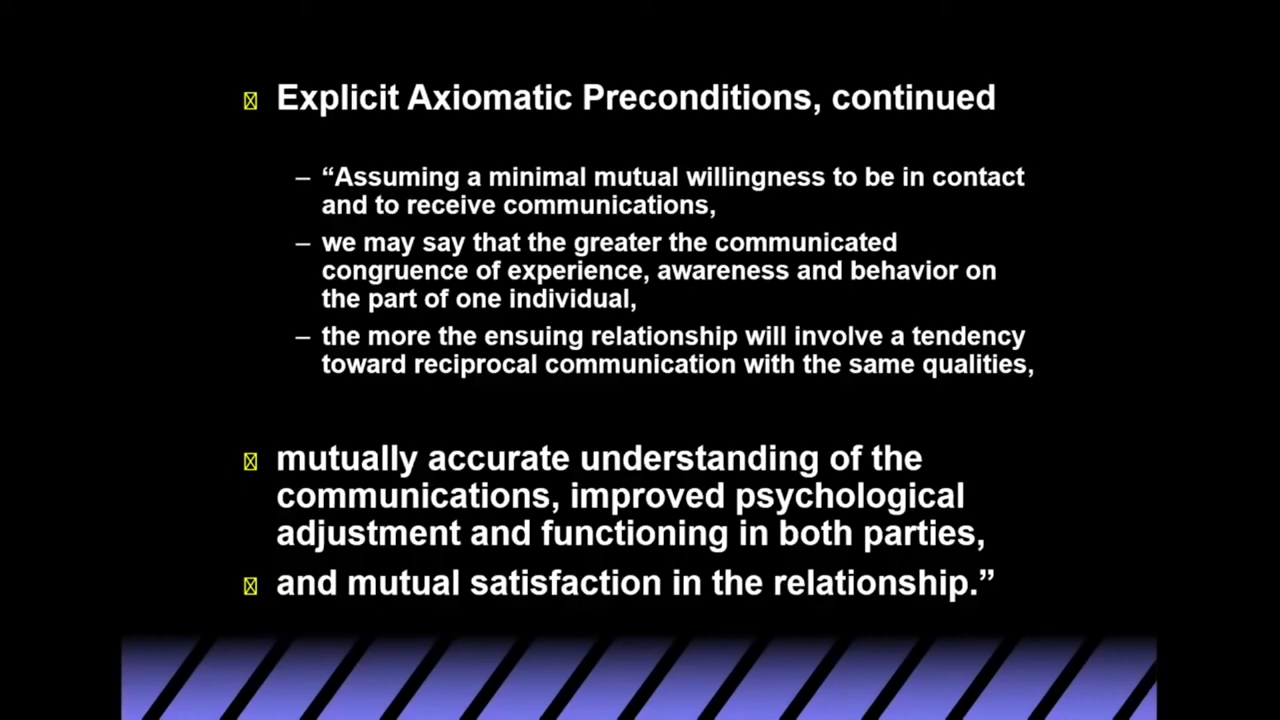 Explicit Axiomatic Preconditions, continued
– “Assuming a minimal mutual willingness to be in contact
and to receive communications,
– we may say that the greater the communicated
congruence of experience, awareness and behavior on
the part of one individual,
– the more the ensuing relationship will involve a tendency
toward reciprocal communication with the same qualities,
mutually accurate understanding of the
communications, improved psychological
adjustment and functioning in both parties,
and mutual satisfaction in the relationship.”